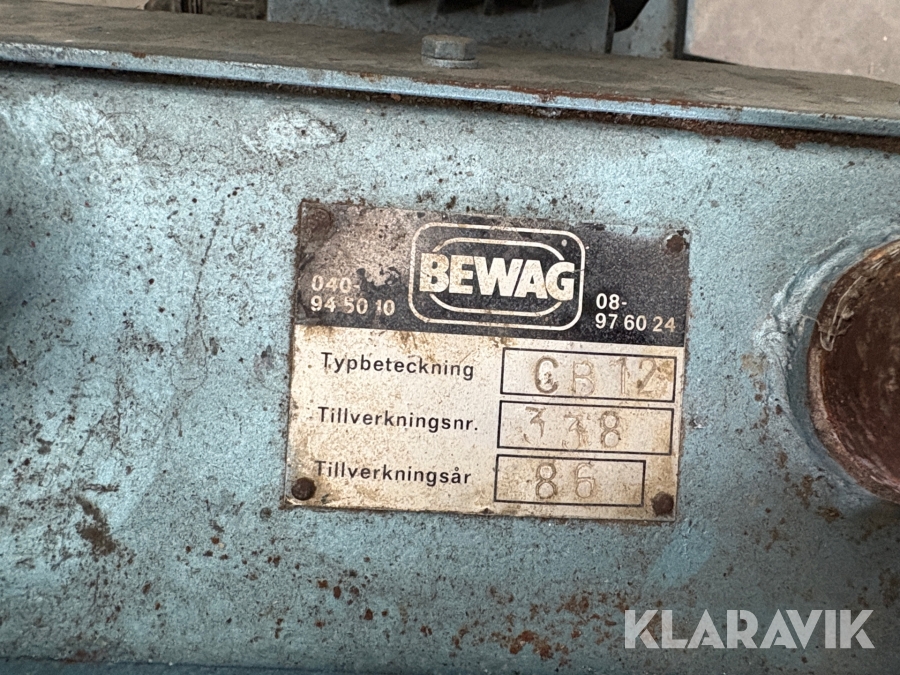 BEWAG
040-
94 50 10
08-
97 60 24
Typbeteckning CB 12
Tillverkningsnr. 338
Tillverkningsår 86
KLARAVIK